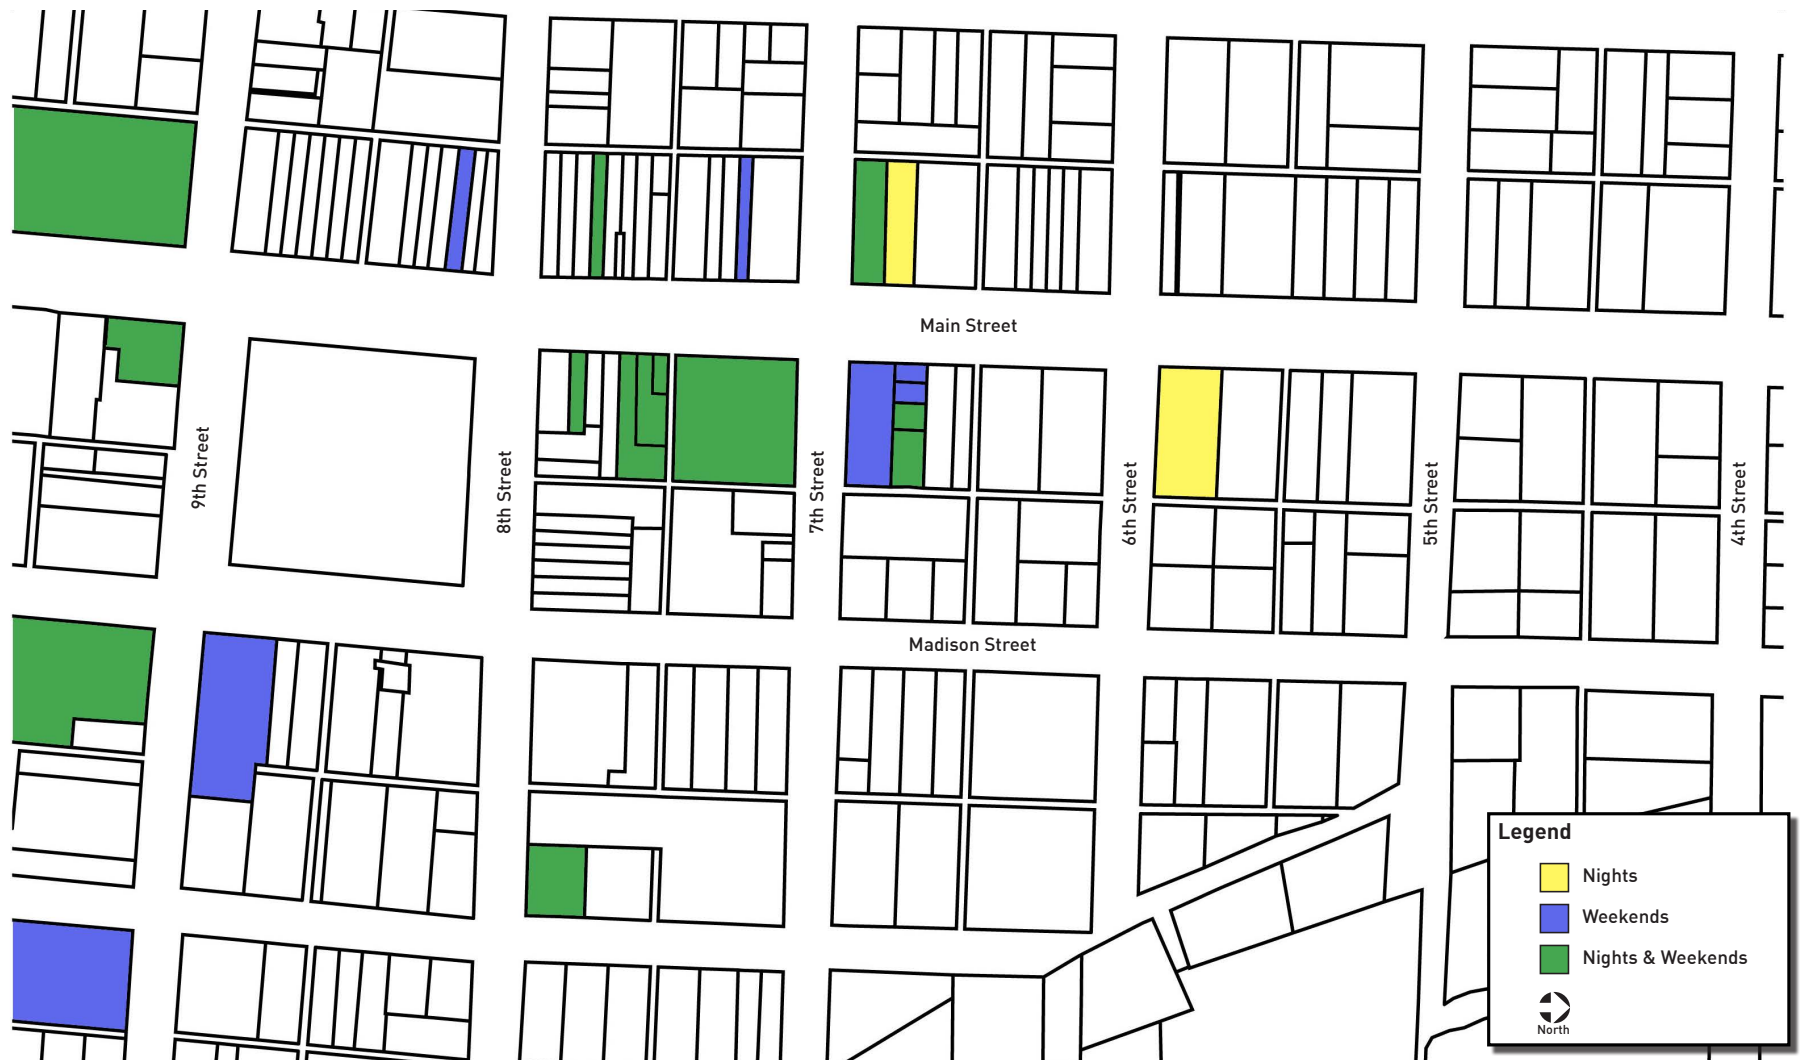 Main Street
9th Street
8th Street
7th Street
6th Street
5th Street
4th Street
Madison Street
Legend
Nights
Weekends
Nights & Weekends
North